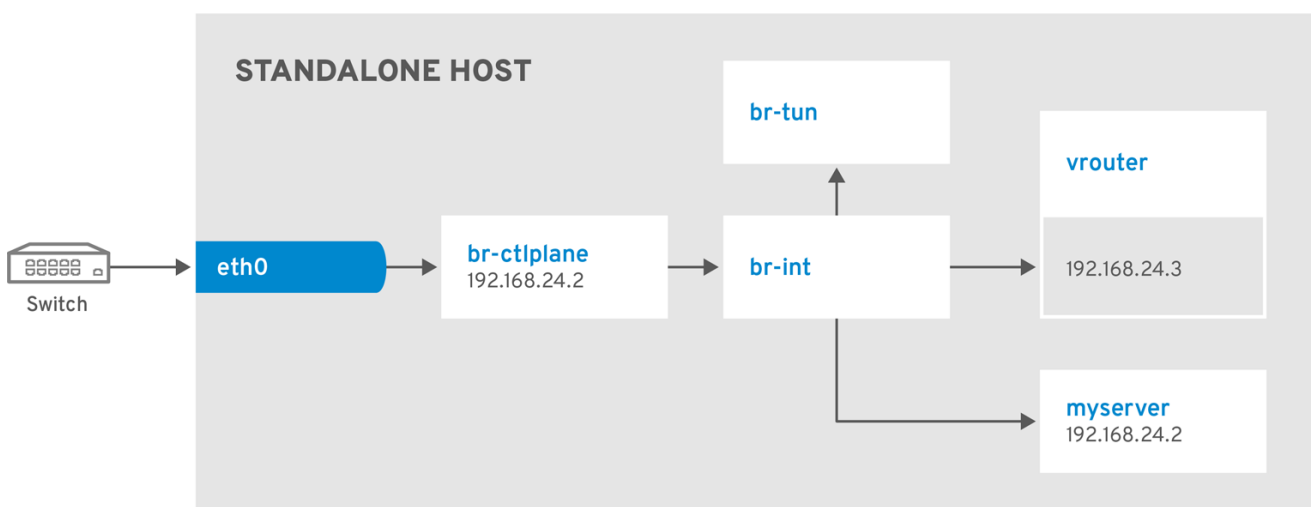 STANDALONE HOST
br-tun
vrouter
192.168.24.3
Switch
eth0
br-ctlplane
192.168.24.2
br-int
myserver
192.168.24.2